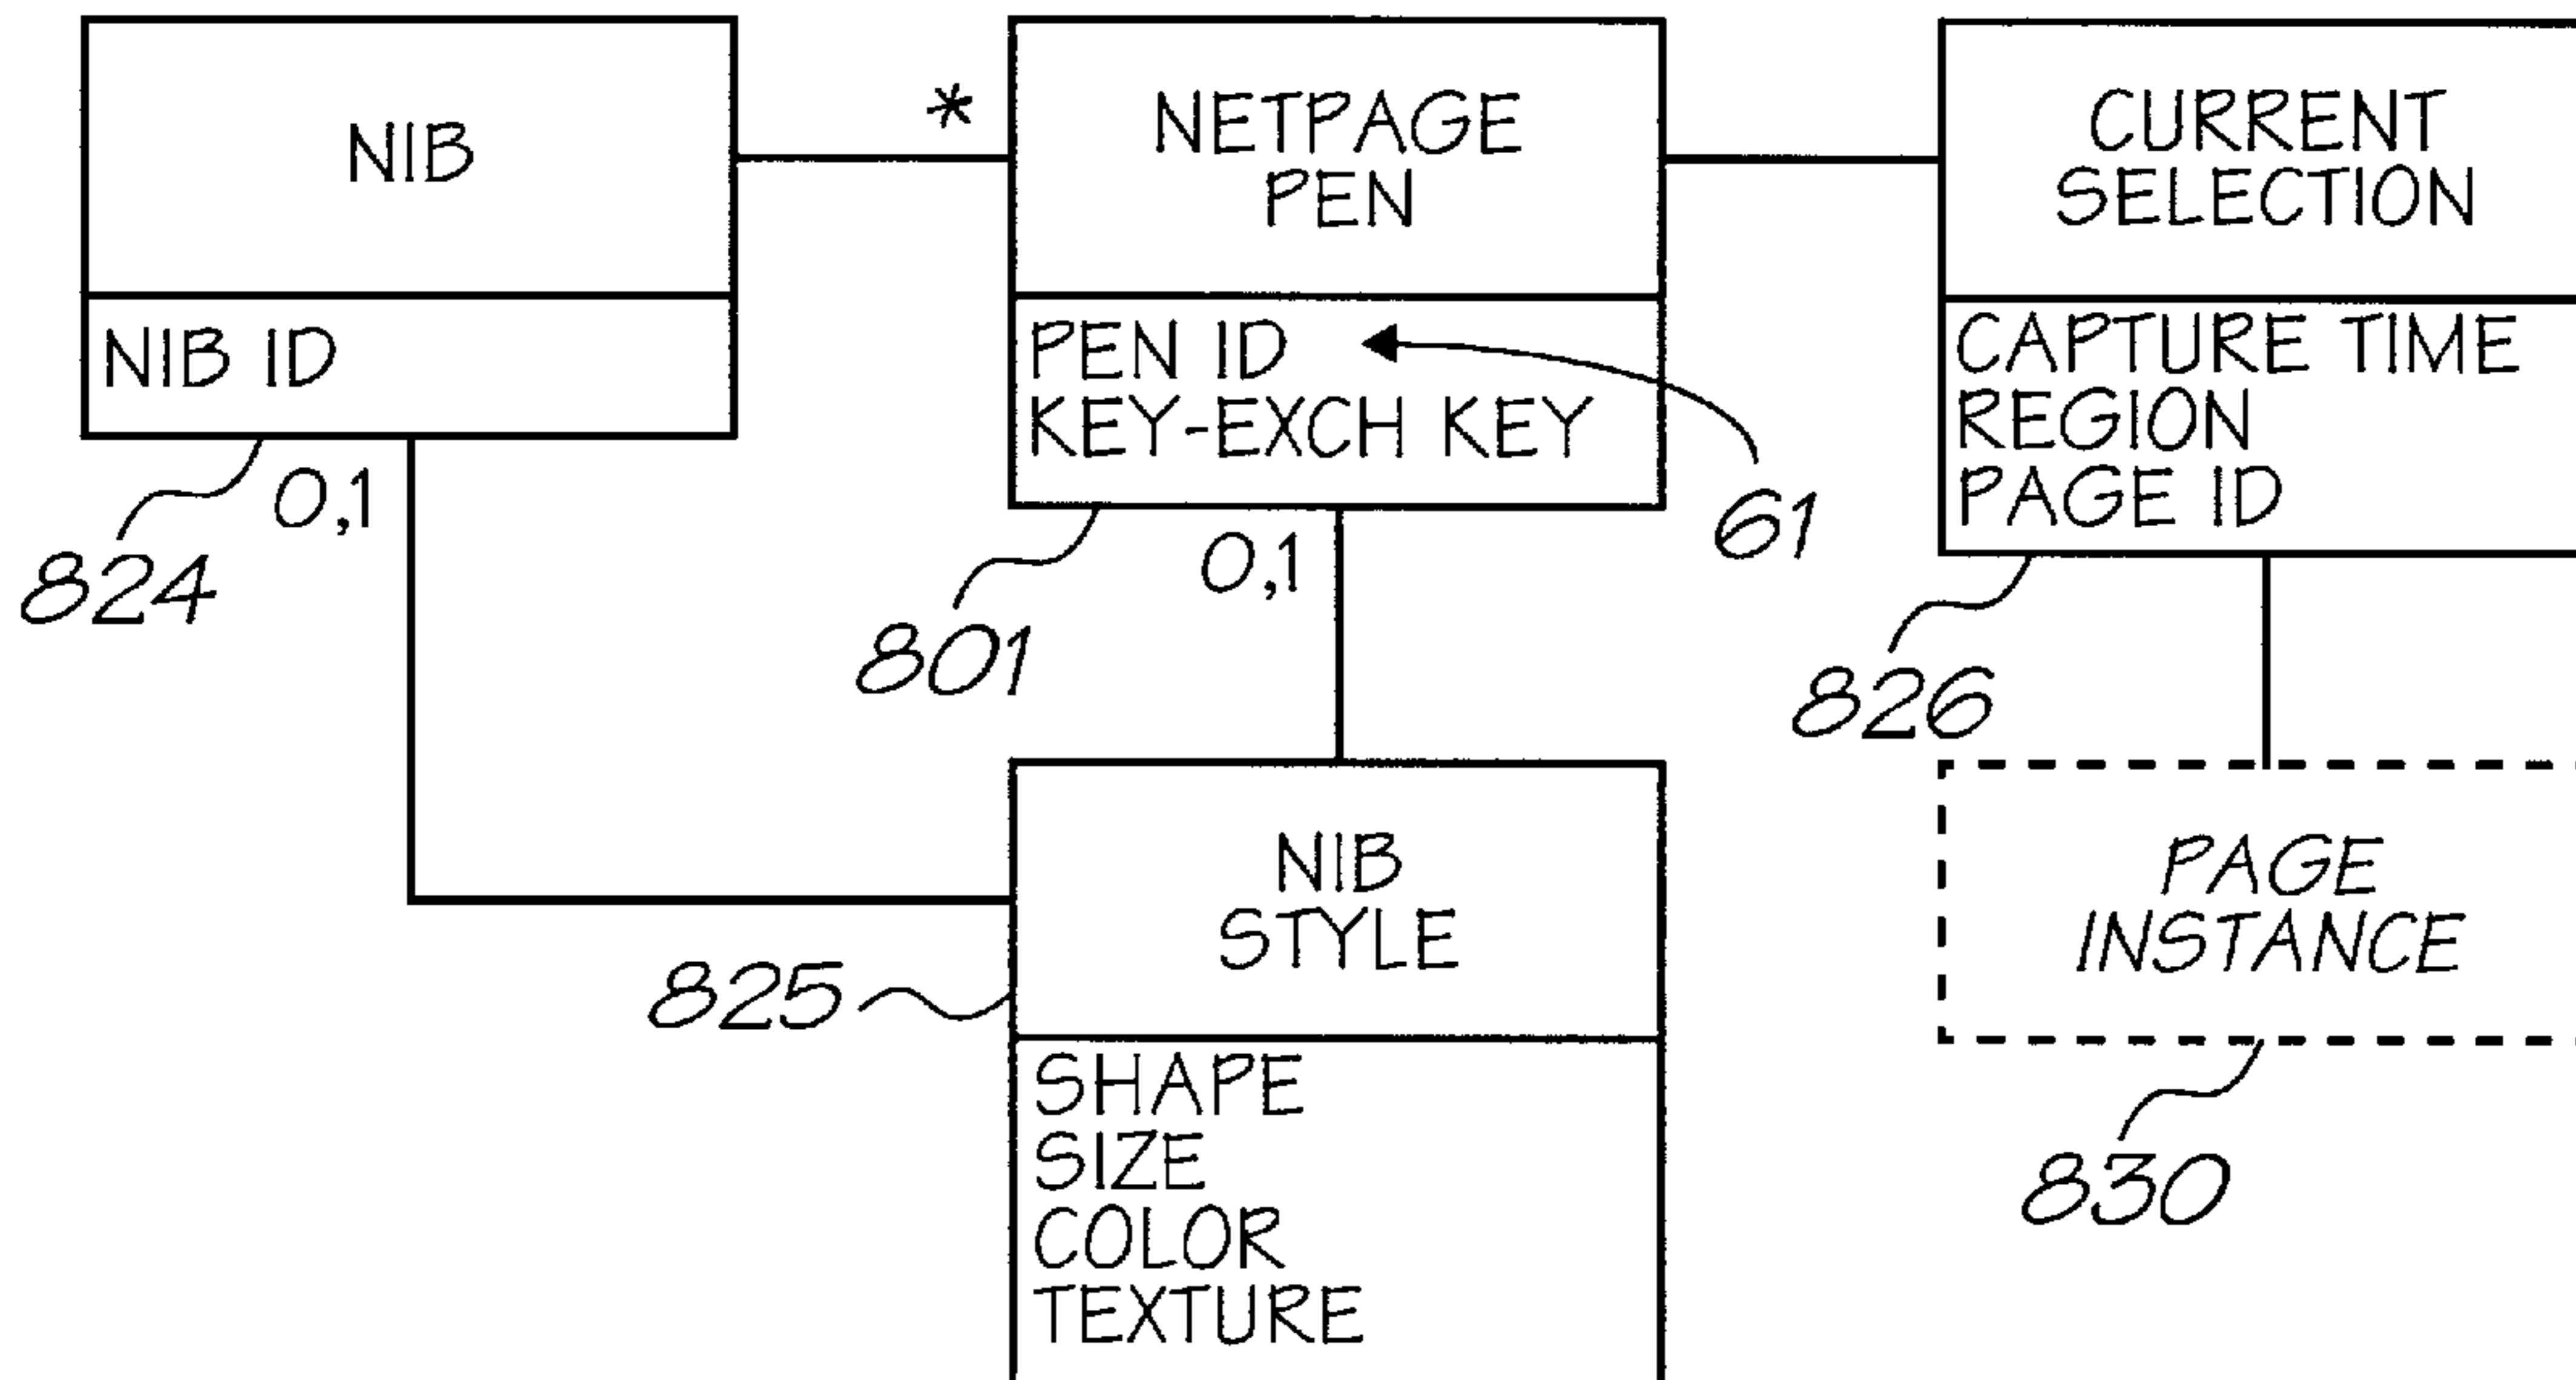 NIB
NIB ID
0,1
824
*
NETPAGE
PEN
PEN ID
KEY-EXCH KEY
61
801
0,1
CURRENT
SELECTION
CAPTURE TIME
REGION
PAGE ID
826
NIB
STYLE
825
SHAPE
SIZE
COLOR
TEXTURE
PAGE
INSTANCE
830